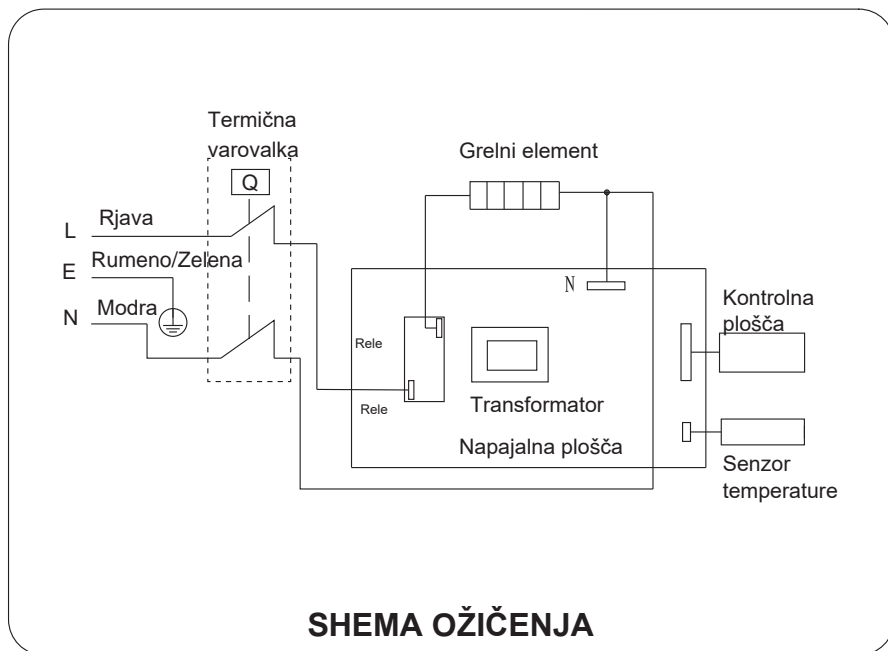 Termična
varovalka
Q
Grelni element
L
Rjava
E
Rumeno/Zelena
N
Modra
N
Kontrolna
plošča
Rele
Rele
Transformator
Napajalna plošča
Senzor
temperature
SHEMA OŽIČENJA